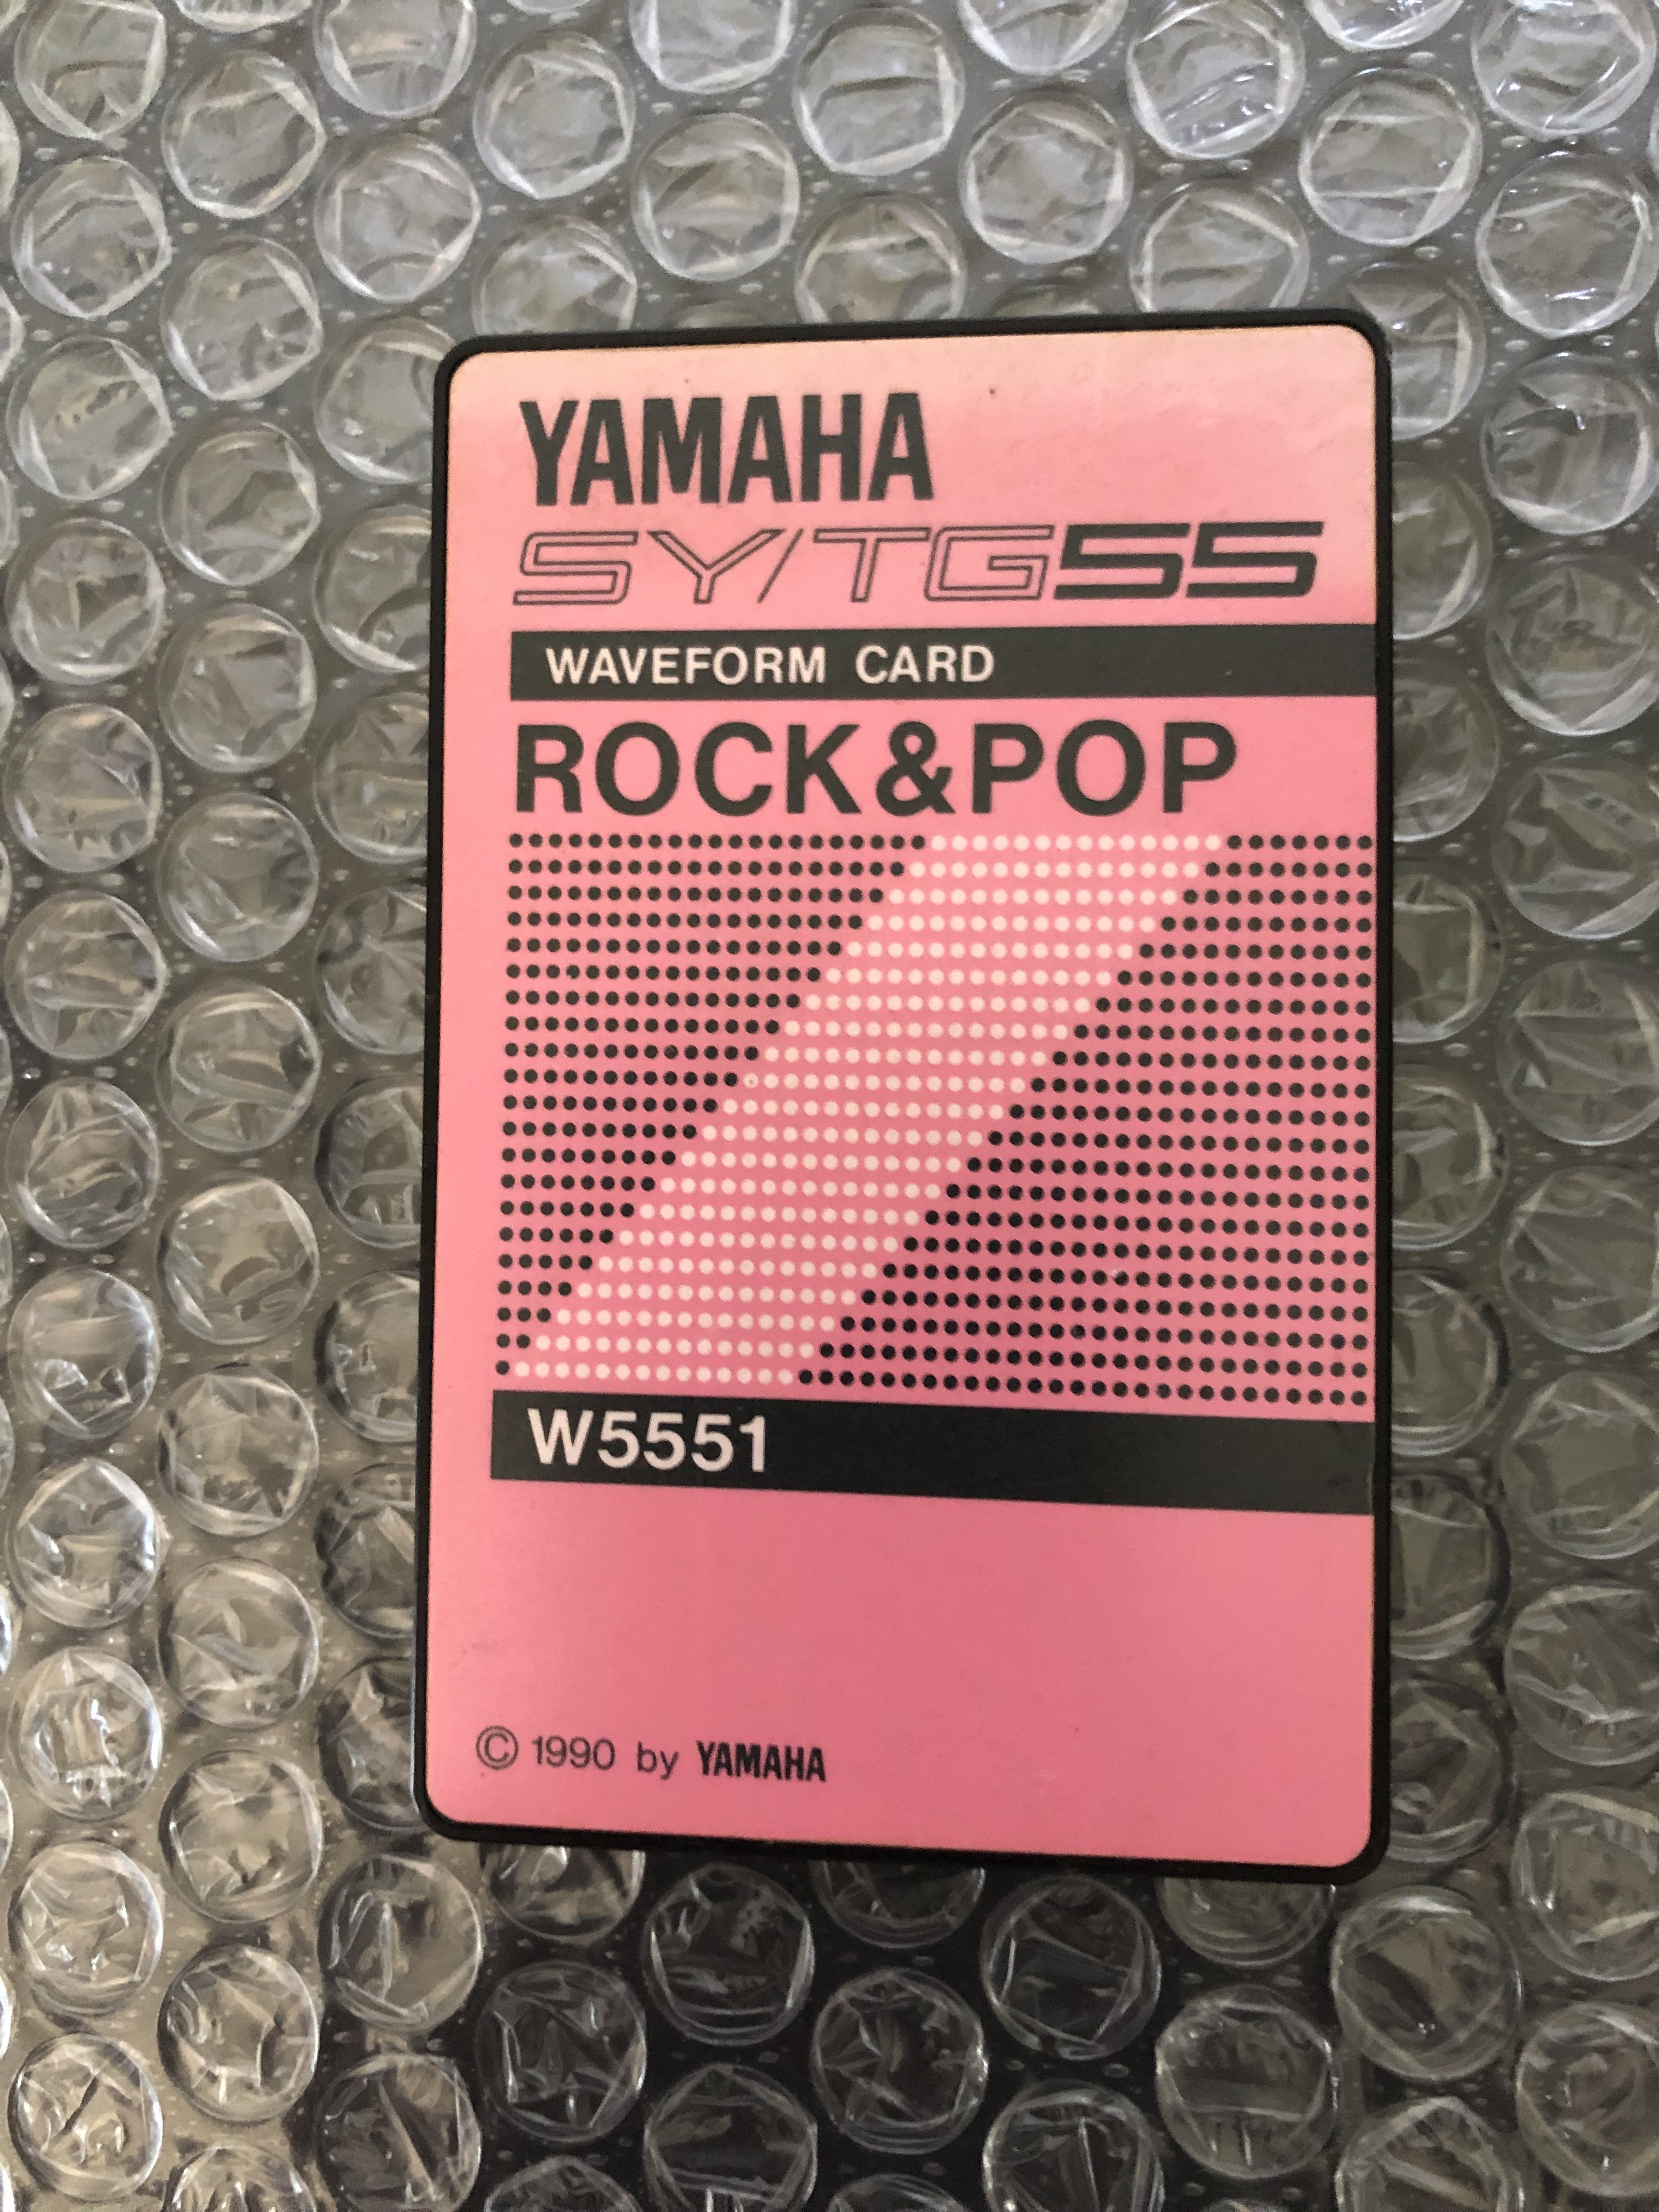 YAMAHA
SY/TG55
WAVEFORM CARD
ROCK&POP
W5551
© 1990 by YAMAHA